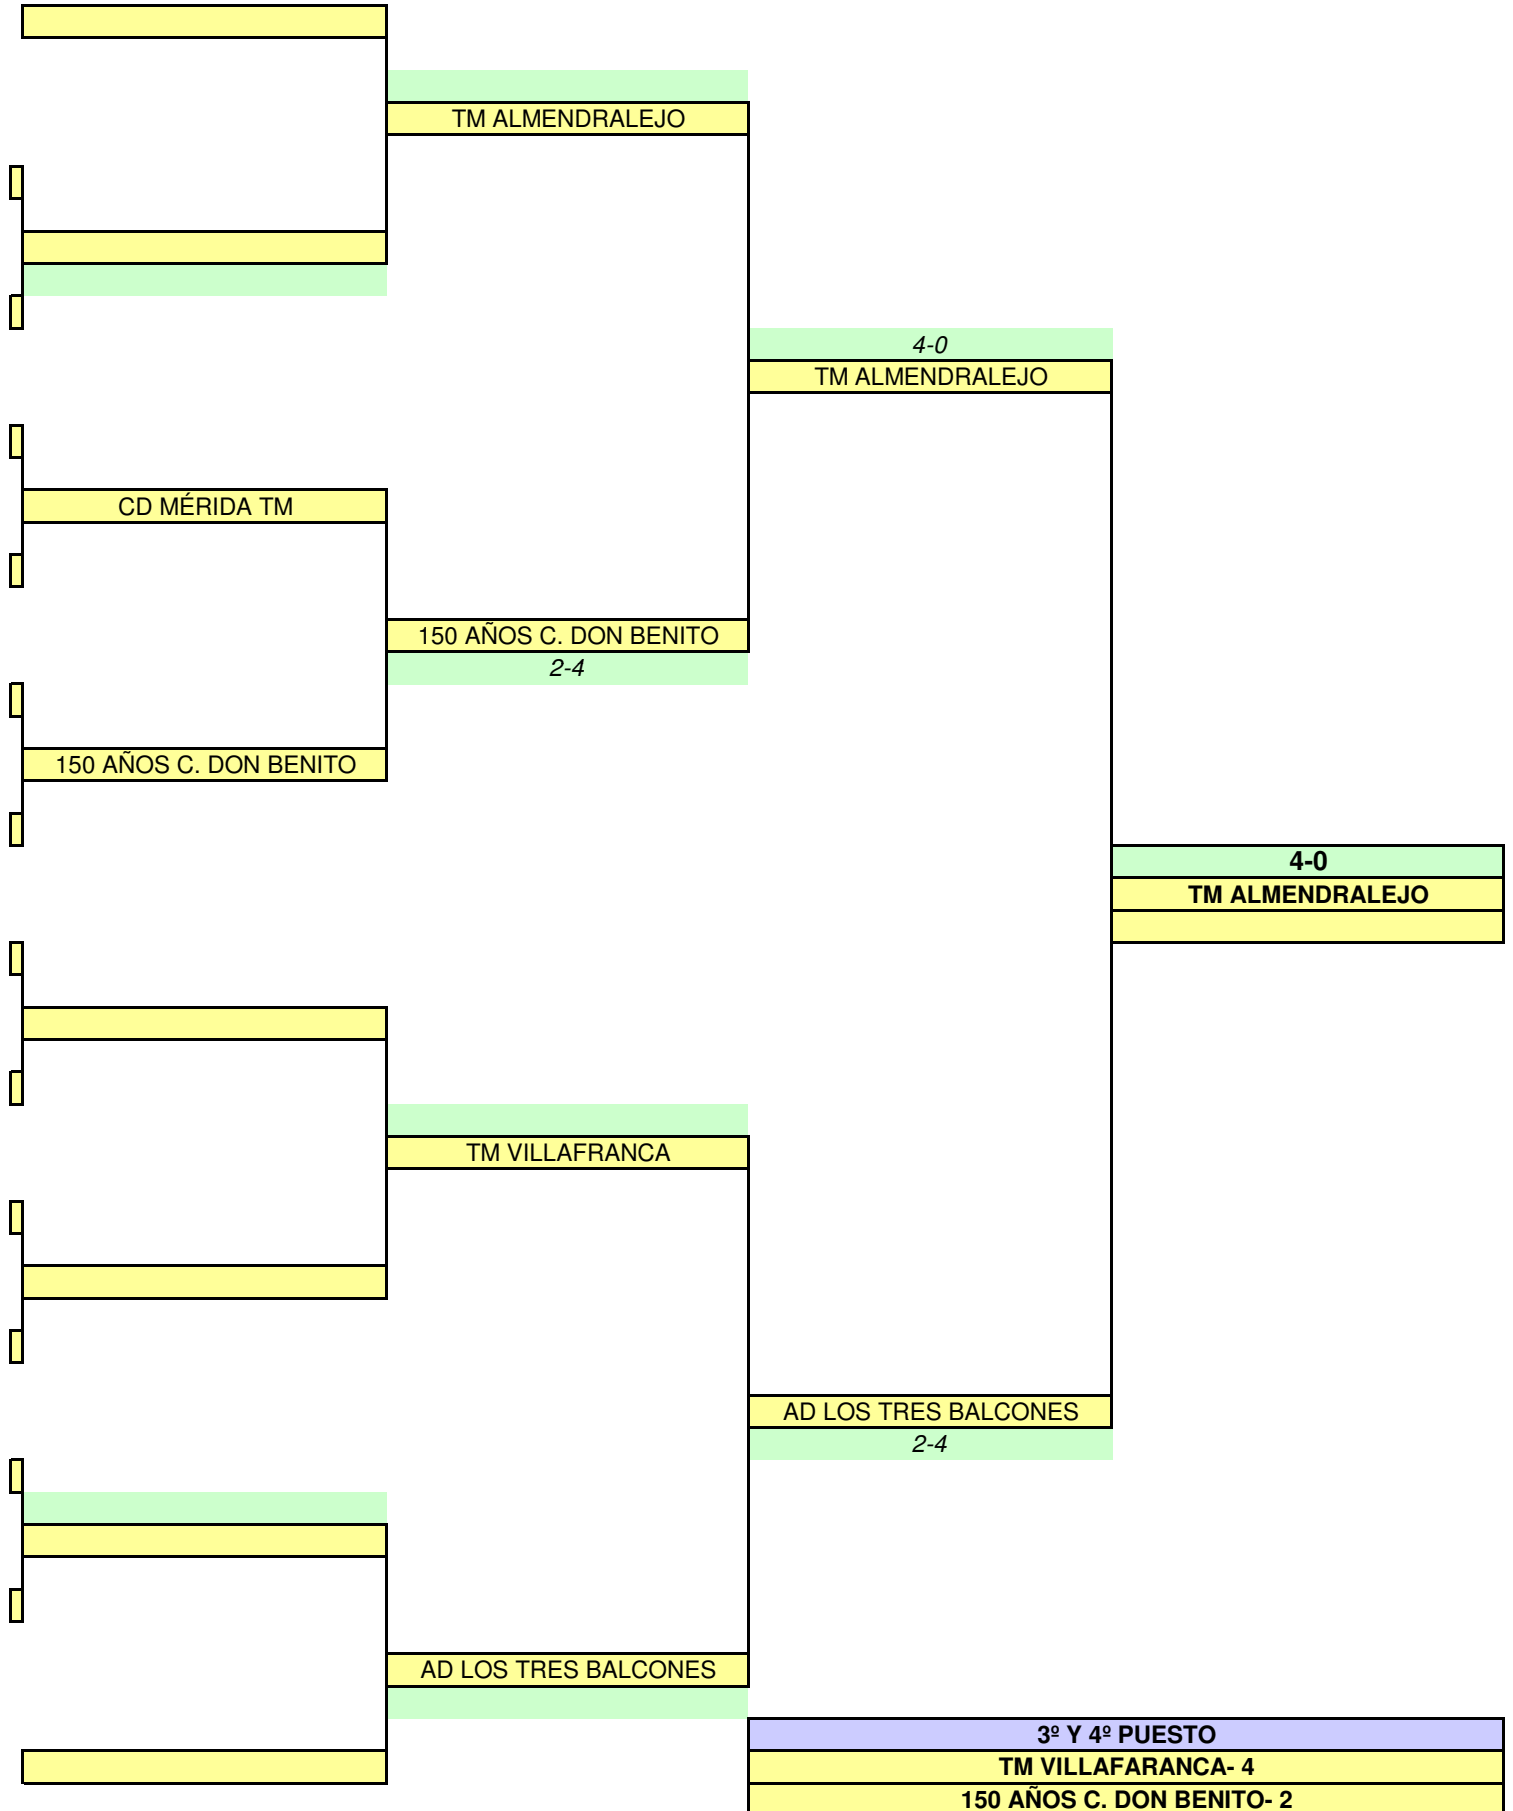 TM ALMENDRALEJO
4-0
TM ALMENDRALEJO
CD MÉRIDA TM
150 AÑOS C. DON BENITO
2-4
150 AÑOS C. DON BENITO
4-0
TM ALMENDRALEJO
TM VILLAFRANCA
AD LOS TRES BALCONES
2-4
AD LOS TRES BALCONES
3º Y 4º PUESTO
TM VILLAFARANCA- 4
150 AÑOS C. DON BENITO- 2